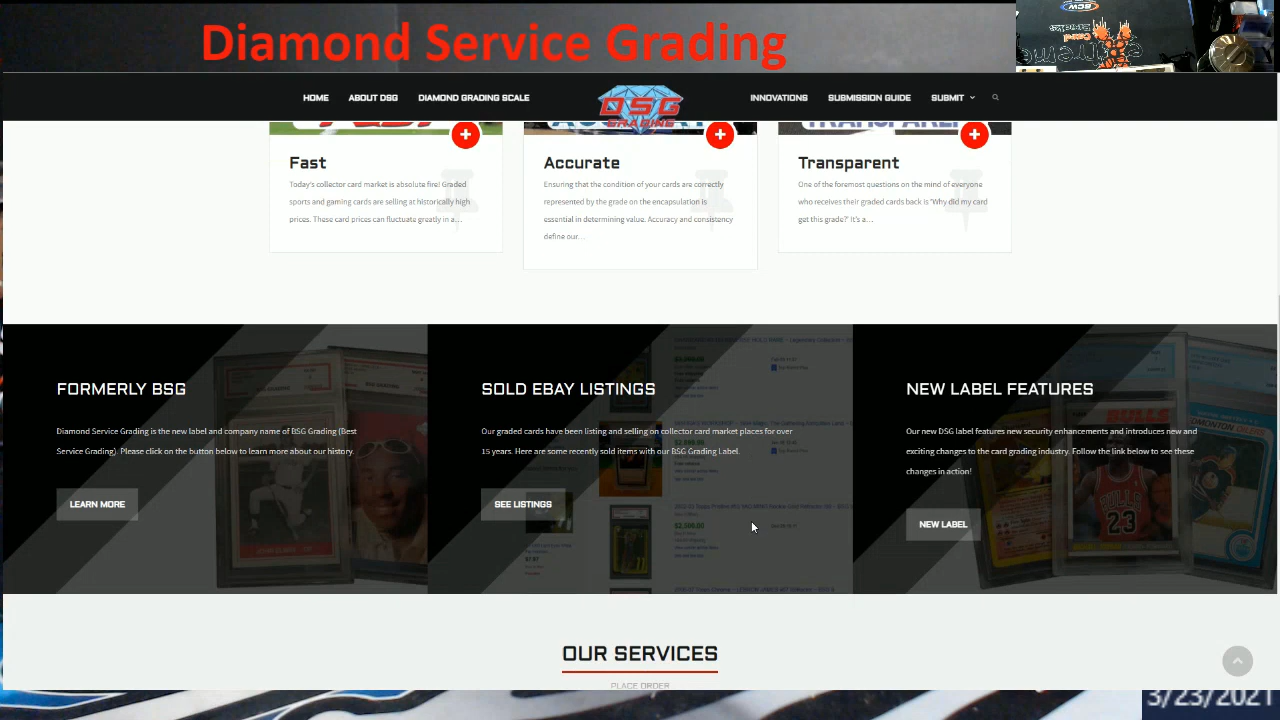 Diamond Service Grading
HOME ABOUT DSG DIAMOND GRADING SCALE DSG GRADING INNOVATIONS SUBMISSION GUIDE SUBMIT
Fast
Today's collector card market is absolute fire! Graded
sports and gaming cards are selling at historically high
prices. These card prices can fluctuate greatly in a…
Accurate
Ensuring that the condition of your cards are correctly
represented by the grade on the encapsulation is
essential in determining value. Accuracy and consistency
define our…
Transparent
One of the foremost questions on the mind of everyone
who receives their graded cards back is 'Why did my card
get this grade?' It's a…
FORMERLY BSG
Diamond Service Grading is the new label and company name of BSG Grading (Best
Service Grading). Please click on the button below to learn more about our history.
LEARN MORE
SOLD EBAY LISTINGS
Our graded cards have been listing and selling on collector card market places for over
15 years. Here are some recently sold items with our BSG Grading Label.
SEE LISTINGS
NEW LABEL FEATURES
Our new DSG label features new security enhancements and introduces new and
exciting changes to the card grading industry. Follow the link below to see these
changes in action!
NEW LABEL
BULLS
23
OUR SERVICES
PLACE ORDER
3/23/2021